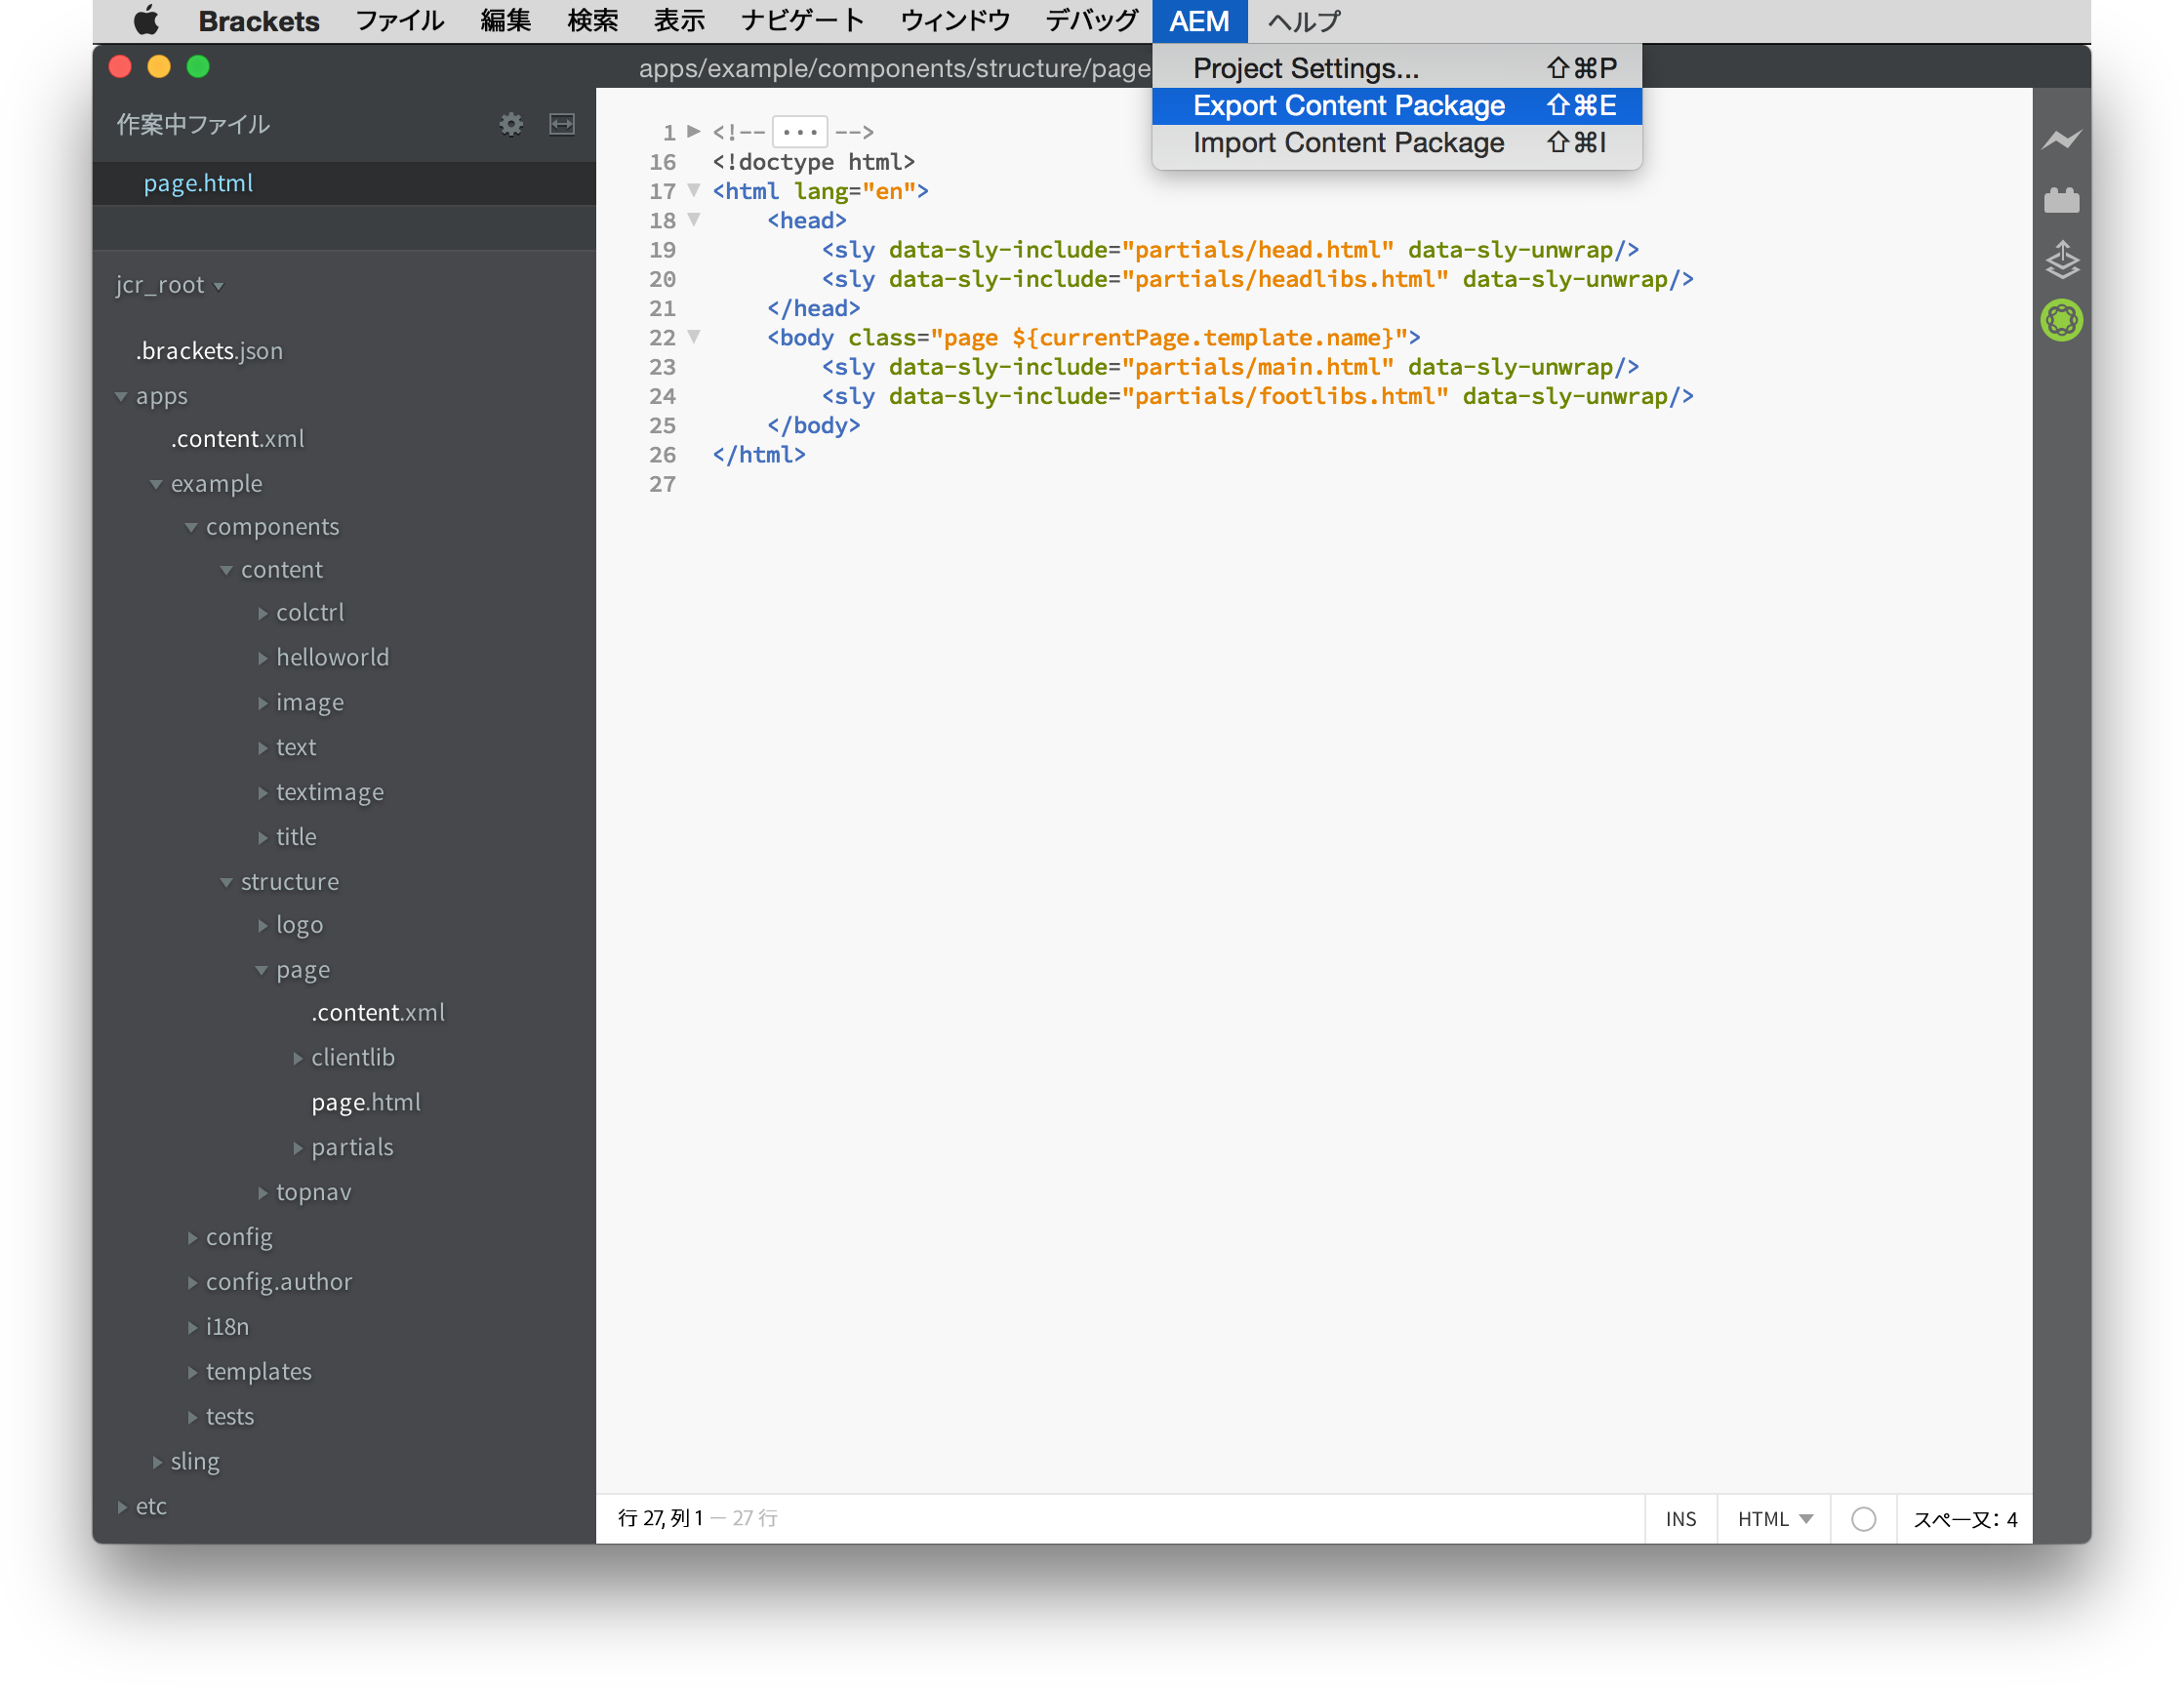 Brackets ファイル 編集 検索 表示 ナビゲート ウィンドウ デバッグ AEM ヘルプ
apps/example/components/structure/page
Project Settings... ⇧⌘P
Export Content Package ⇧⌘E
Import Content Package ⇧⌘I
作案中ファイル
page.html
jcr_root
.brackets.json
apps
.content.xml
example
components
content
colctrl
helloworld
image
text
textimage
title
structure
logo
page
.content.xml
clientlib
page.html
partials
topnav
config
config.author
i18n
templates
tests
sling
etc
1 <!-- ... -->
16 <!doctype html>
17 <html lang="en">
18 <head>
19 <sly data-sly-include="partials/head.html" data-sly-unwrap/>
20 <sly data-sly-include="partials/headlibs.html" data-sly-unwrap/>
21 </head>
22 <body class="page ${currentPage.template.name}">
23 <sly data-sly-include="partials/main.html" data-sly-unwrap/>
24 <sly data-sly-include="partials/footlibs.html" data-sly-unwrap/>
25 </body>
26 </html>
27
行 27, 列 1 — 27 行
INS HTML スペース: 4